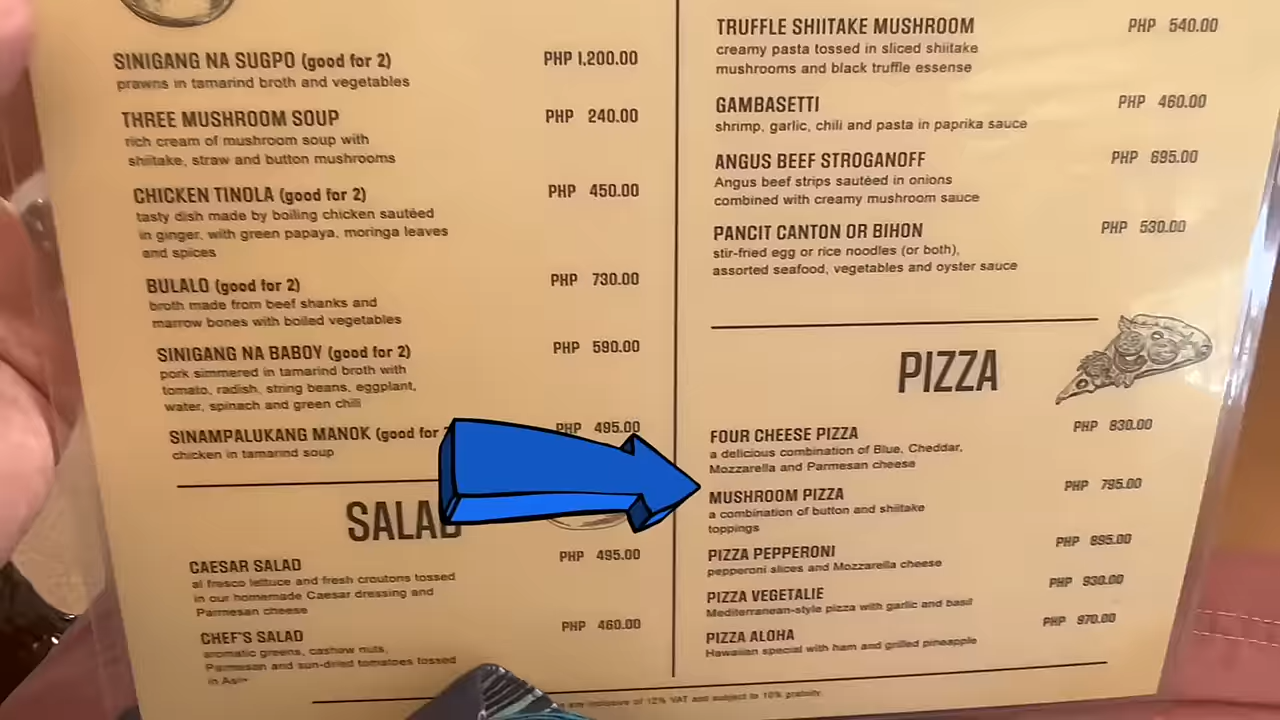 SINIGANG NA SUGPO (good for 2) PHP 1,200.00
prawns in tamarind broth and vegetables
THREE MUSHROOM SOUP PHP 240.00
rich cream of mushroom soup with
shiitake, straw and button mushrooms
CHICKEN TINOLA (good for 2) PHP 450.00
tasty dish made by boiling chicken sautéed
in ginger, with green papaya, moringa leaves
and spices
BULALO (good for 2) PHP 730.00
broth made from beef shanks and
marrow bones with boiled vegetables
SINIGANG NA BABOY (good for 2) PHP 590.00
pork simmered in tamarind broth with
tomato, radish, string beans, eggplant,
water, spinach and green chili
SINAMPALUKANG MANOK (good for PHP 495.00
chicken in tamarind soup
SALAD
CAESAR SALAD PHP 495.00
al fresco lettuce and fresh croutons tossed
in our homemade Caesar dressing and
Parmesan cheese
CHEF'S SALAD PHP 460.00
aromatic greens, cashew nuts,
Parmesan and sun-dried tomatoes tossed
in
TRUFFLE SHIITAKE MUSHROOM PHP 540.00
creamy pasta tossed in sliced shiitake
mushrooms and black truffle essense
GAMBASETTI PHP 460.00
shrimp, garlic, chili and pasta in paprika sauce
ANGUS BEEF STROGANOFF PHP 695.00
Angus beef strips sautéed in onions
combined with creamy mushroom sauce
PANCIT CANTON OR BIHON PHP 530.00
stir-fried egg or rice noodles (or both),
assorted seafood, vegetables and oyster sauce
PIZZA
FOUR CHEESE PIZZA PHP 830.00
a delicious combination of Blue, Cheddar,
Mozzarella and Parmesan cheese
MUSHROOM PIZZA PHP 795.00
a combination of button and shiitake
toppings
PIZZA PEPPERONI PHP 895.00
pepperoni slices and Mozzarella cheese
PIZZA VEGETALIE PHP 930.00
Mediterranean-style pizza with garlic and basil
PIZZA ALOHA PHP 970.00
Hawaiian special with ham and grilled pineapple
inclusive of 12% VAT and subject to 10% gratuity.